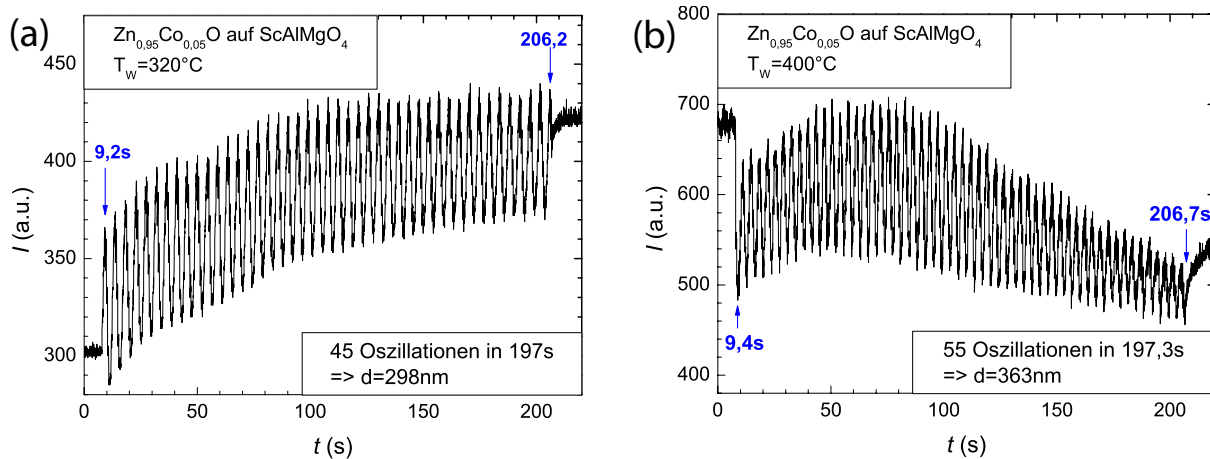 (a)
Zn0,95Co0,05O auf ScAlMgO4
TW=320°C
206,2
9,2s
450
400
350
300
I (a.u.)
45 Oszillationen in 197s
=> d=298nm
0 50 100 150 200
t (s)
(b)
Zn0,95Co0,05O auf ScAlMgO4
TW=400°C
800
700
600
500
400
I (a.u.)
206,7s
9,4s
55 Oszillationen in 197,3s
=> d=363nm
0 50 100 150 200
t (s)